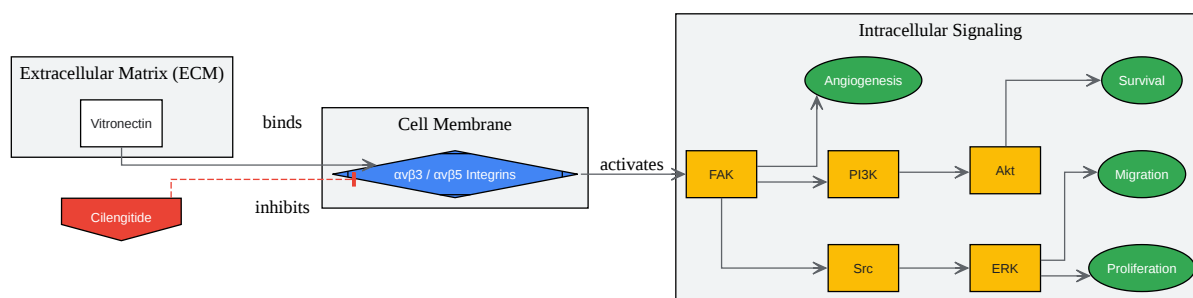 Extracellular Matrix (ECM)
Vitronectin
binds
inhibits
Cilengitide
Cell Membrane
αvβ3 / αvβ5 Integrins
activates
Intracellular Signaling
Angiogenesis
Survival
FAK
PI3K
Akt
Migration
Src
ERK
Proliferation